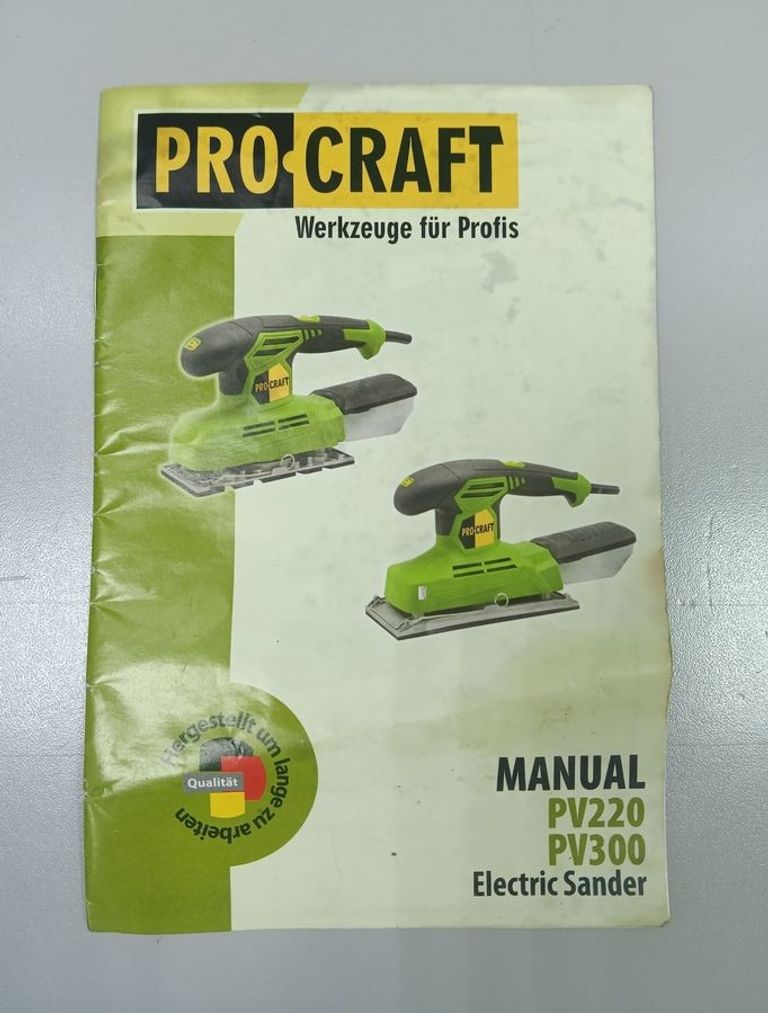 PRO·CRAFT
Werkzeuge für Profis
PRO·CRAFT
PRO·CRAFT
Hergestellt um lange zu arbeiten
Qualität
MANUAL
PV220
PV300
Electric Sander